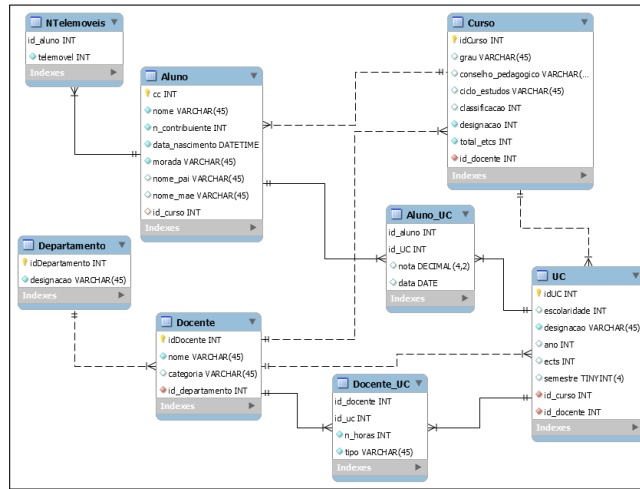 NTelemoveis
id_aluno INT
telemovel INT
Indexes
Aluno
cc INT
nome VARCHAR(45)
n_contribuiente INT
data_nascimento DATETIME
morada VARCHAR(45)
nome_pai VARCHAR(45)
nome_mae VARCHAR(45)
id_curso INT
Indexes
Curso
idCurso INT
grau VARCHAR(45)
conselho_pedagogico VARCHAR(...
ciclo_estudos VARCHAR(45)
classificacao INT
designacao INT
total_etcs INT
id_docente INT
Indexes
Departamento
idDepartamento INT
designacao VARCHAR(45)
Indexes
Aluno_UC
id_aluno INT
id_UC INT
nota DECIMAL(4,2)
data DATE
Indexes
UC
idUC INT
escolaridade INT
designacao VARCHAR(45)
ano INT
ects INT
semestre TINYINT(4)
id_curso INT
id_docente INT
Indexes
Docente
idDocente INT
nome VARCHAR(45)
categoria VARCHAR(45)
id_departamento INT
Indexes
Docente_UC
id_docente INT
id_uc INT
n_horas INT
tipo VARCHAR(45)
Indexes